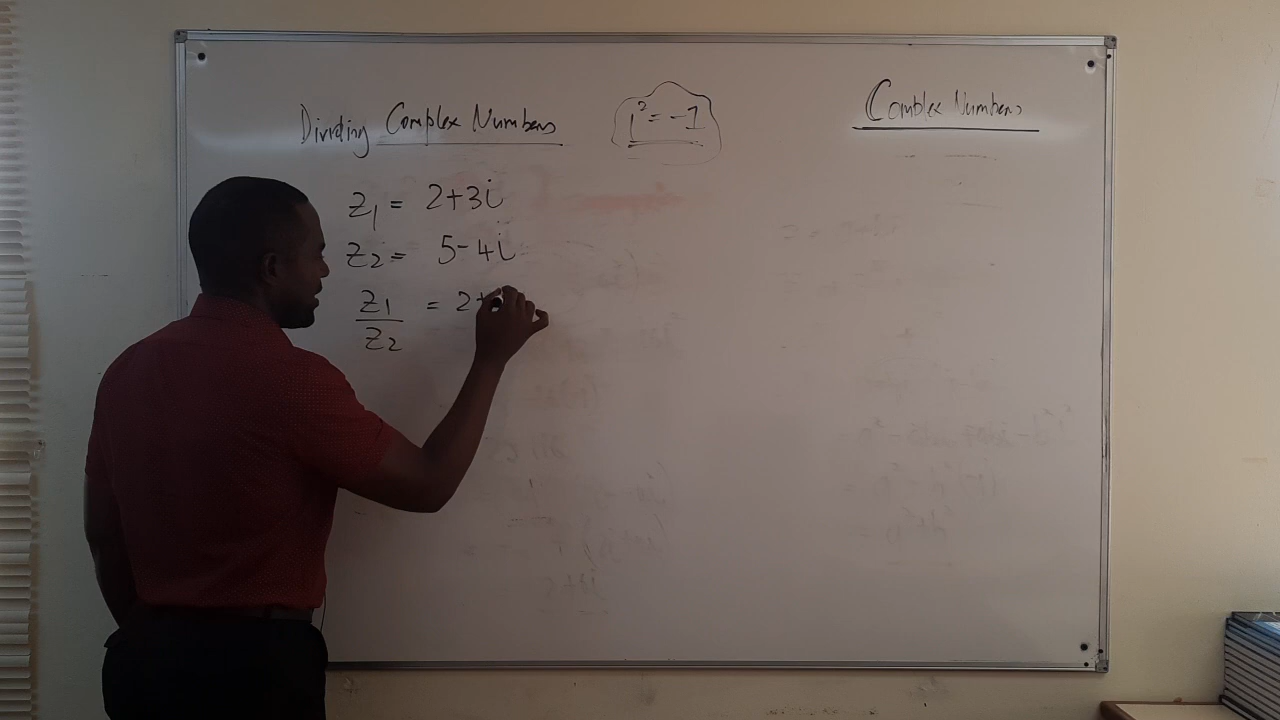 Dividing Complex Numbers
i² = -1
Complex Numbers
z₁ = 2+3i
z₂ = 5-4i
z₁/z₂ = 2+